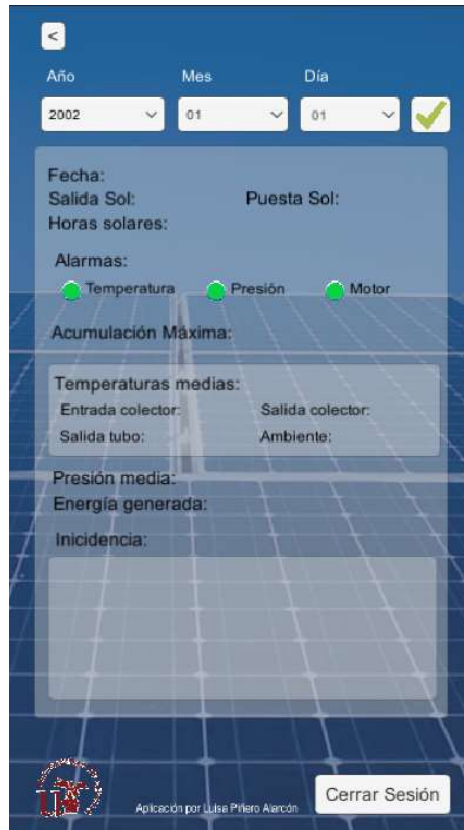 <
Año Mes Día
2002 01 01
Fecha:
Salida Sol: Puesta Sol:
Horas solares:
Alarmas:
Temperatura Presión Motor
Acumulación Máxima:
Temperaturas medias:
Entrada colector: Salida colector:
Salida tubo: Ambiente:
Presión media:
Energía generada:
Inicidencia:
Cerrar Sesión
Aplicación por Luisa Piñero Alarcón